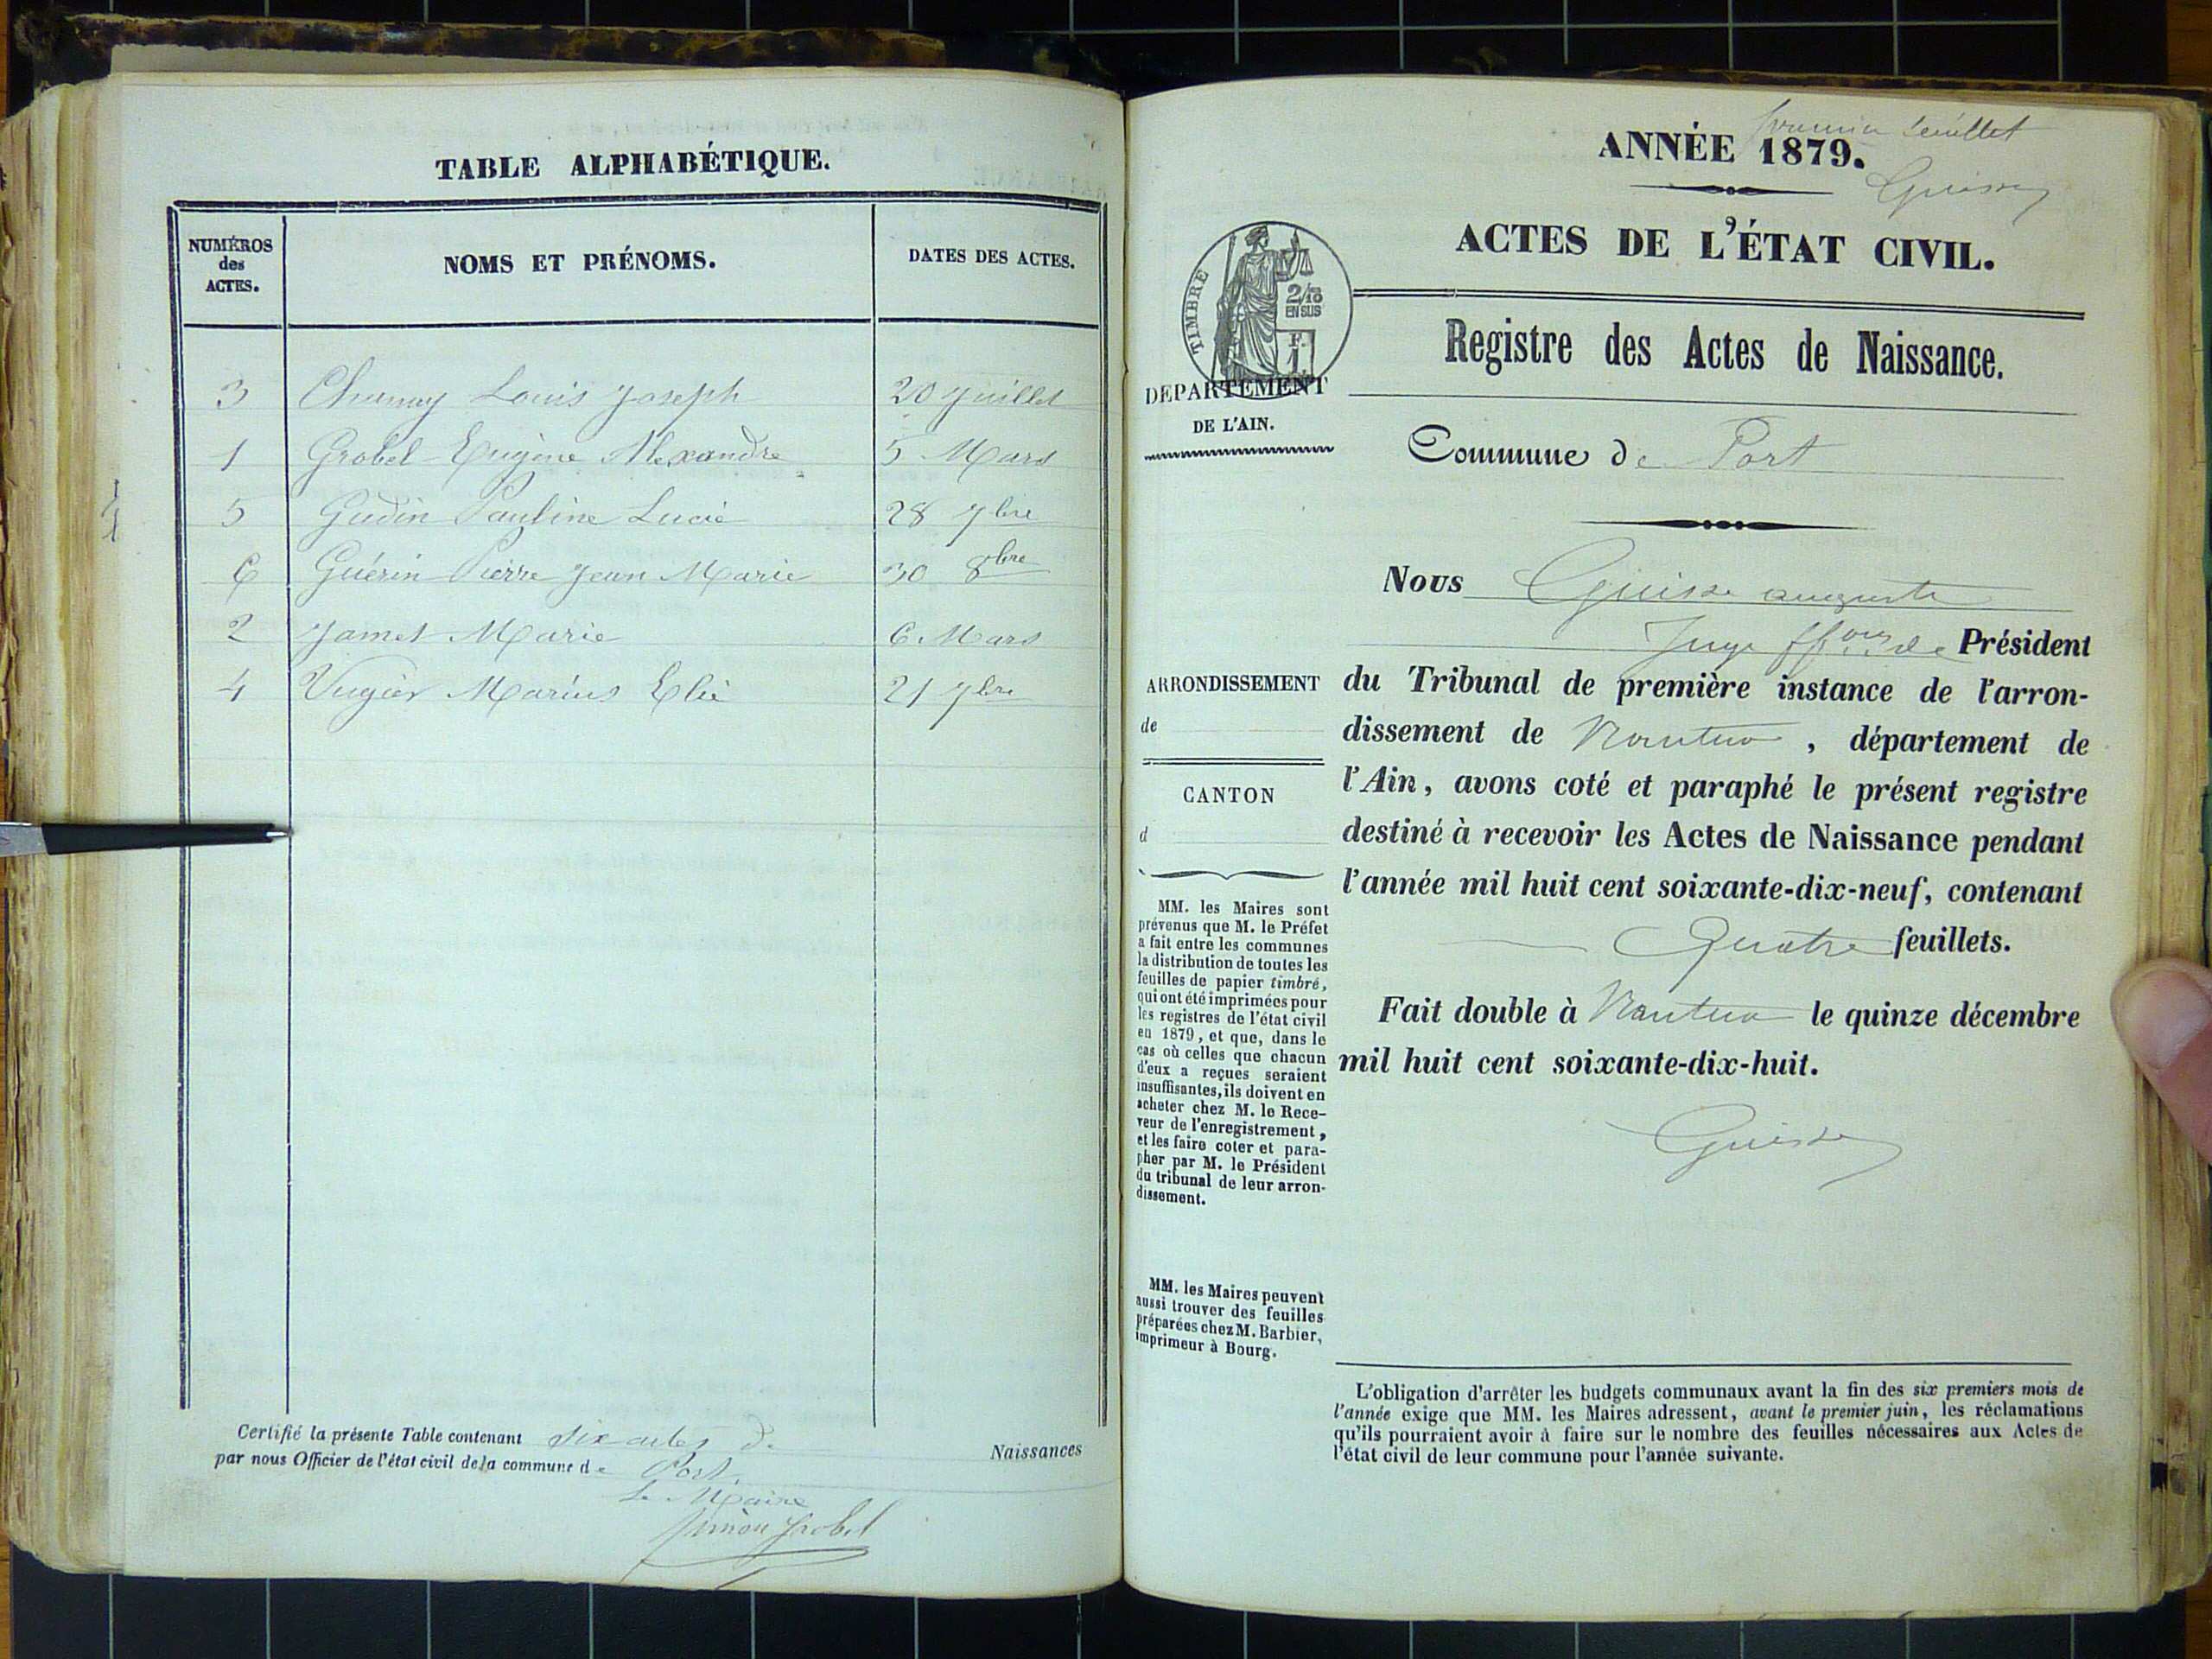 TABLE ALPHABÉTIQUE.
NUMÉROS
des
ACTES.
NOMS ET PRÉNOMS.
DATES DES ACTES.
3 Louis Joseph 20 Juillet
1 Grobel Eugène Alexandre 5 Mars
5 Gudin Pauline Lucie 28 7bre
6 Guérin Pierre Jean Marie 30 8bre
2 Jamet Marie 6 Mars
4 Vugier Marius Elie 21 7bre
Certifié la présente Table contenant six actes de Naissances
par nous Officier de l'état civil de la commune de Port.
Le Maire
Simon Grobel
premier feuillet
ANNÉE 1879.
Guisse
ACTES DE L'ÉTAT CIVIL.
TIMBRE
2/10
EN SUS
1 F.
DEPARTEMENT
DE L'AIN.
Registre des Actes de Naissance.
Commune de Port
Nous Guisse auguste
Juge ffons de Président
du Tribunal de première instance de l'arron-
dissement de Nantua, département de
l'Ain, avons coté et paraphé le présent registre
destiné à recevoir les Actes de Naissance pendant
l'année mil huit cent soixante-dix-neuf, contenant
Quatre feuillets.
Fait double à Nantua le quinze décembre
mil huit cent soixante-dix-huit.
Guisse
ARRONDISSEMENT
de
CANTON
d
MM. les Maires sont
prévenus que M. le Préfet
a fait entre les communes
la distribution de toutes les
feuilles de papier timbré,
qui ont été imprimées pour
les registres de l'état civil
en 1879, et que, dans le
cas où celles que chacun
d'eux a reçues seraient
insuffisantes, ils doivent en
acheter chez M. le Rece-
veur de l'enregistrement,
et les faire coter et para-
pher par M. le Président
du tribunal de leur arron-
dissement.
MM. les Maires peuvent
aussi trouver des feuilles
préparées chez M. Barbier,
imprimeur à Bourg.
L'obligation d'arrêter les budgets communaux avant la fin des six premiers mois de
l'année exige que MM. les Maires adressent, avant le premier juin, les réclamations
qu'ils pourraient avoir à faire sur le nombre des feuilles nécessaires aux Actes de
l'état civil de leur commune pour l'année suivante.